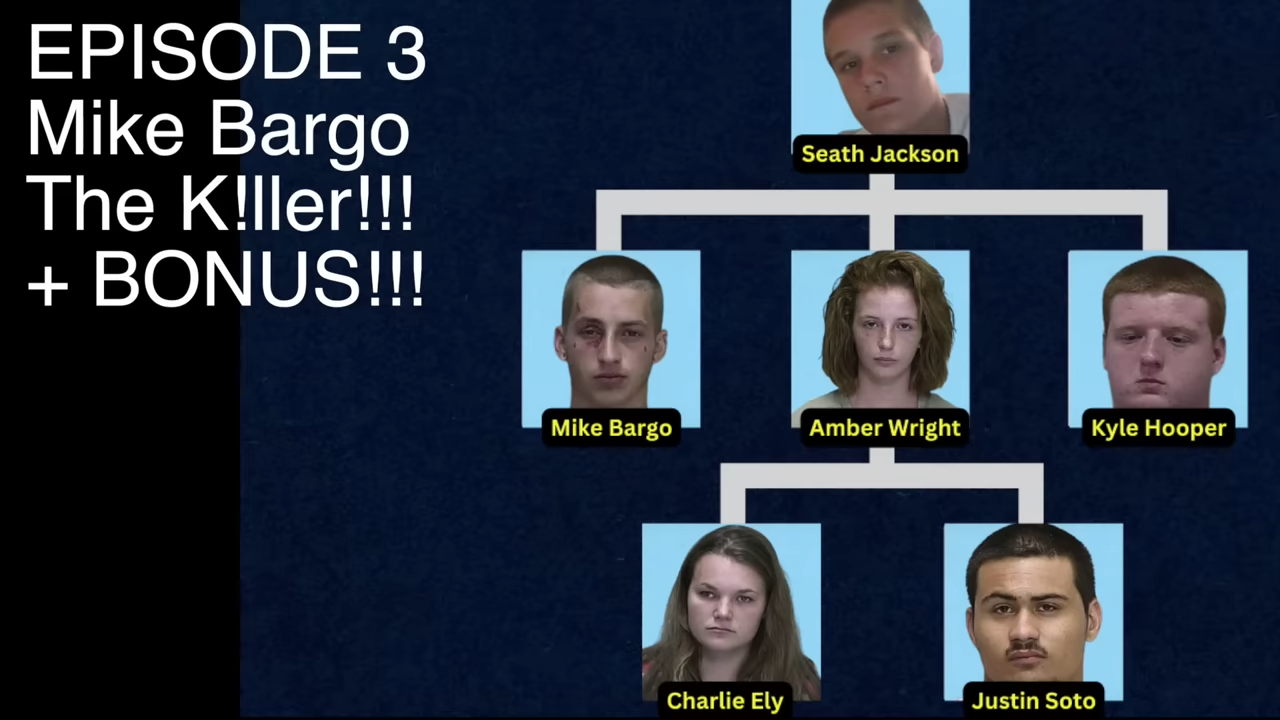 EPISODE 3
Mike Bargo
The K!ller!!!
+ BONUS!!!
Seath Jackson
Mike Bargo
Amber Wright
Kyle Hooper
Charlie Ely
Justin Soto